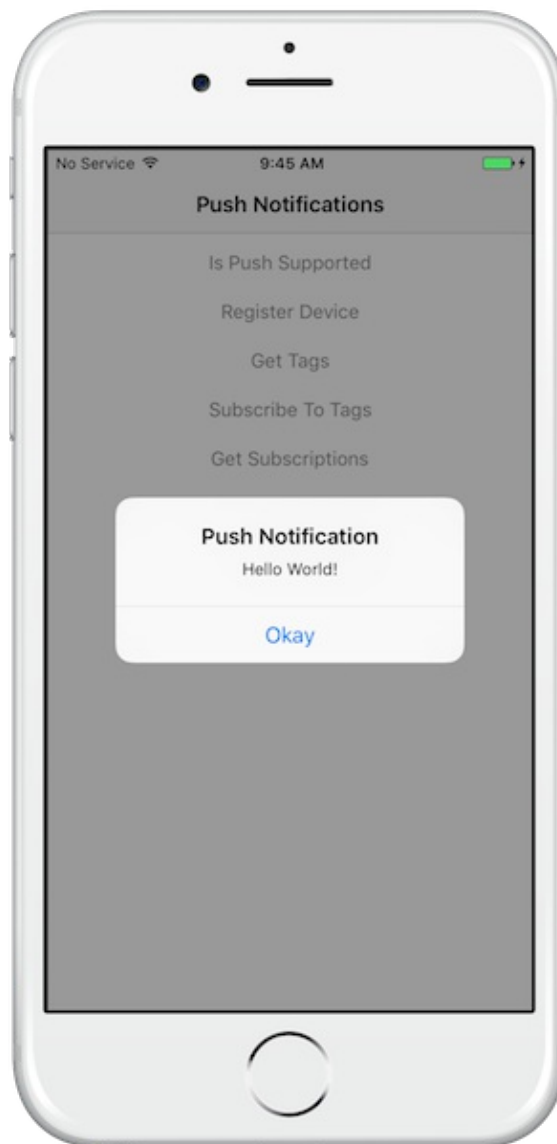 No Service 9:45 AM
Push Notifications
Is Push Supported
Register Device
Get Tags
Subscribe To Tags
Get Subscriptions
Push Notification
Hello World!
Okay